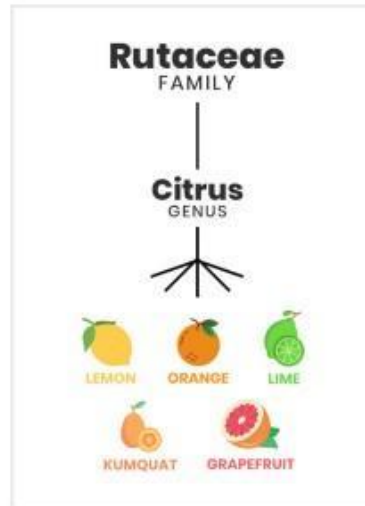 Rutaceae
FAMILY
Citrus
GENUS
LEMON ORANGE LIME
KUMQUAT GRAPEFRUIT